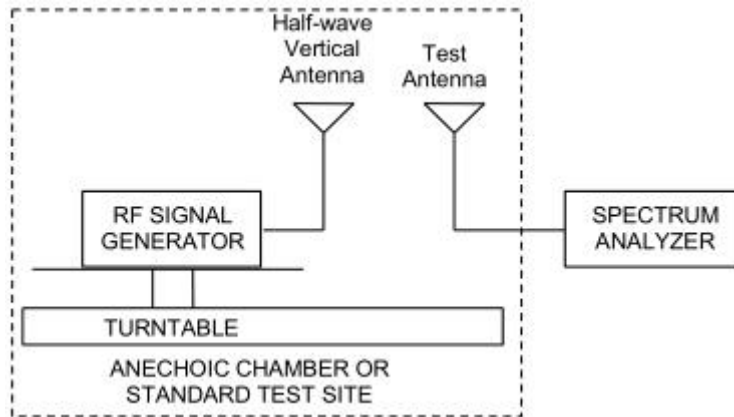 Half-wave
Vertical
Antenna
Test
Antenna
RF SIGNAL
GENERATOR
SPECTRUM
ANALYZER
TURNTABLE
ANECHOIC CHAMBER OR
STANDARD TEST SITE